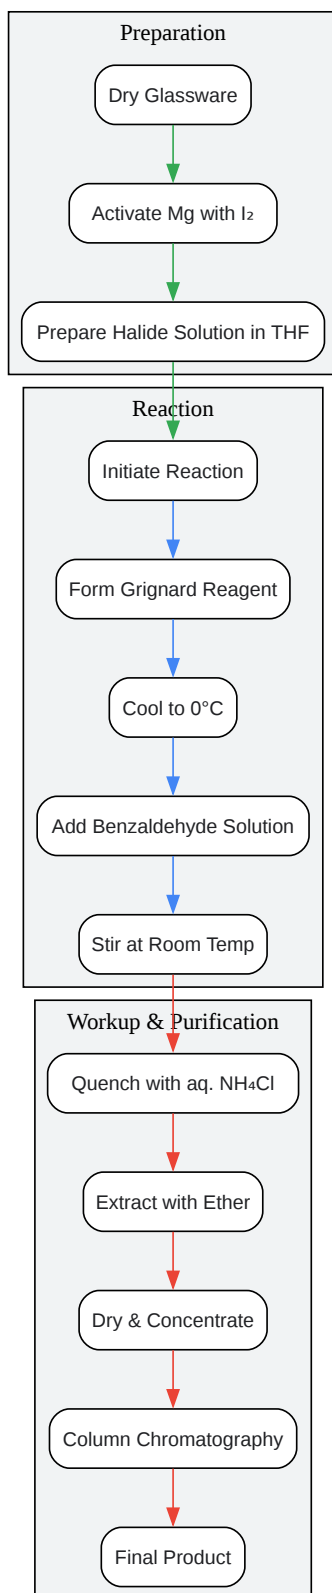 Preparation
Dry Glassware
Activate Mg with I₂
Prepare Halide Solution in THF
Reaction
Initiate Reaction
Form Grignard Reagent
Cool to 0°C
Add Benzaldehyde Solution
Stir at Room Temp
Workup & Purification
Quench with aq. NH₄Cl
Extract with Ether
Dry & Concentrate
Column Chromatography
Final Product